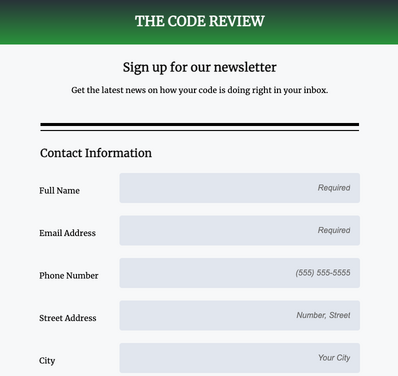 THE CODE REVIEW
Sign up for our newsletter
Get the latest news on how your code is doing right in your inbox.
Contact Information
Full Name Required
Email Address Required
Phone Number (555) 555-5555
Street Address Number, Street
City Your City